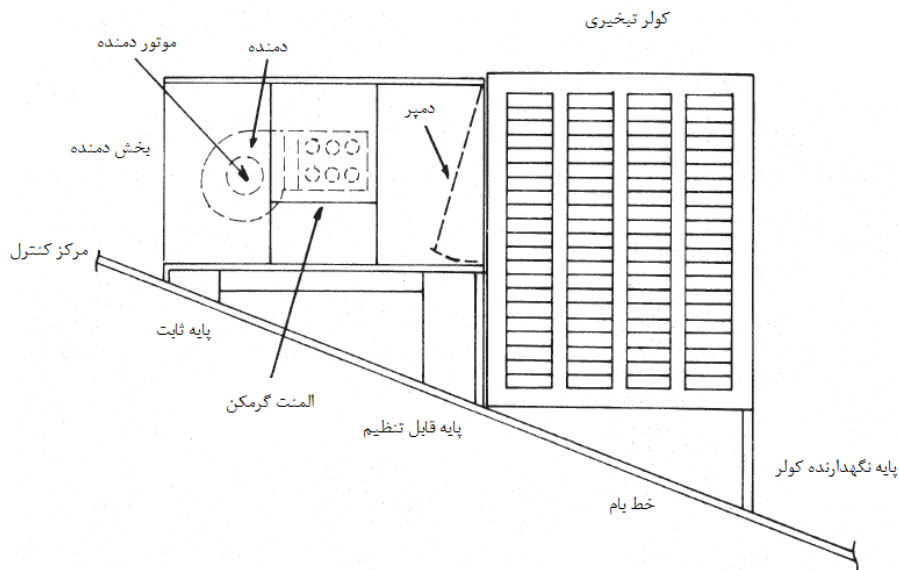 کولر تبخیری
دمنده
موتور دمنده
دمپر
بخش دمنده
مرکز کنترل
پایه ثابت
المنت گرمکن
پایه قابل تنظیم
پایه نگهدارنده کولر
خط بام